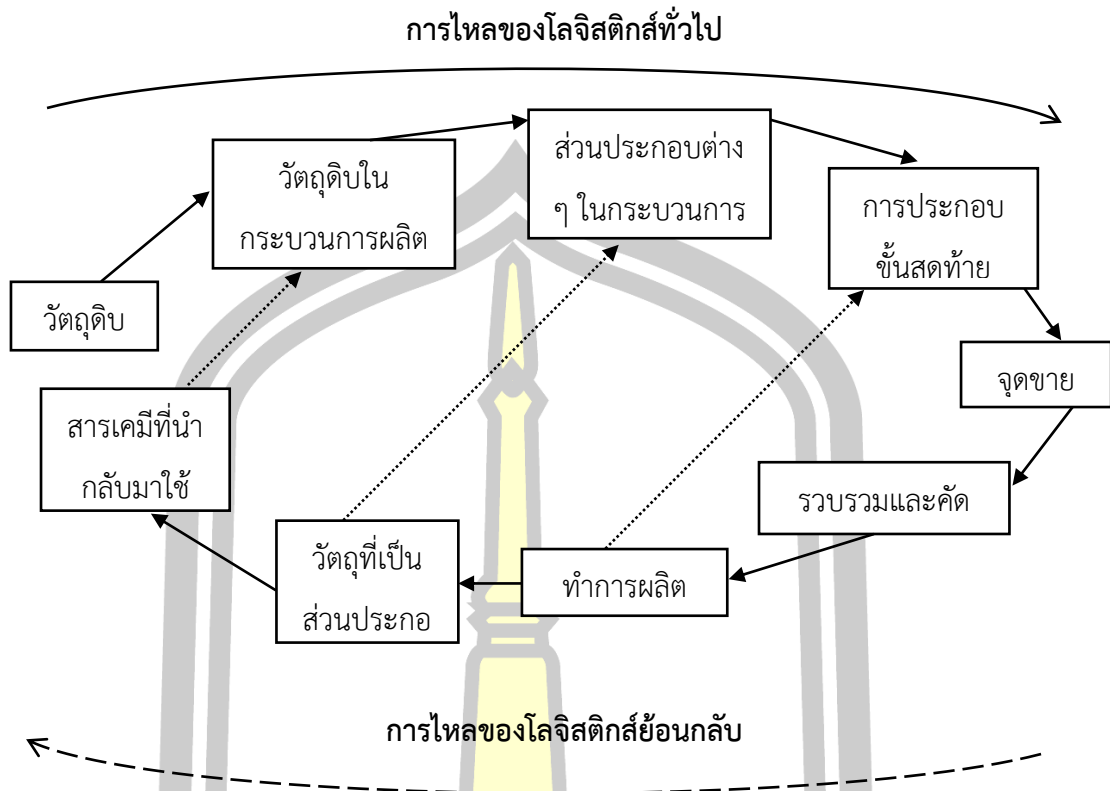 การไหลของโลจิสติกส์ทั่วไป
วัตถุดิบ
วัตถุดิบใน
กระบวนการผลิต
ส่วนประกอบต่าง
ๆ ในกระบวนการ
การประกอบ
ขั้นสดท้าย
จุดขาย
รวบรวมและคัด
ทำการผลิต
วัตถุที่เป็น
ส่วนประกอ
สารเคมีที่นำ
กลับมาใช้
การไหลของโลจิสติกส์ย้อนกลับ